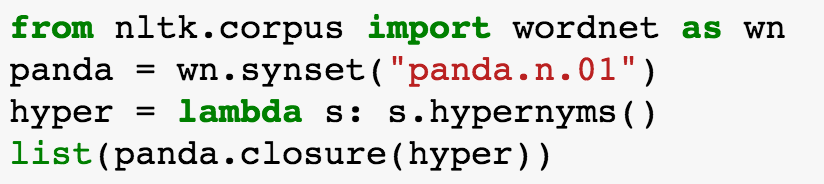 from nltk.corpus import wordnet as wn
panda = wn.synset("panda.n.01")
hyper = lambda s: s.hypernyms()
list(panda.closure(hyper))